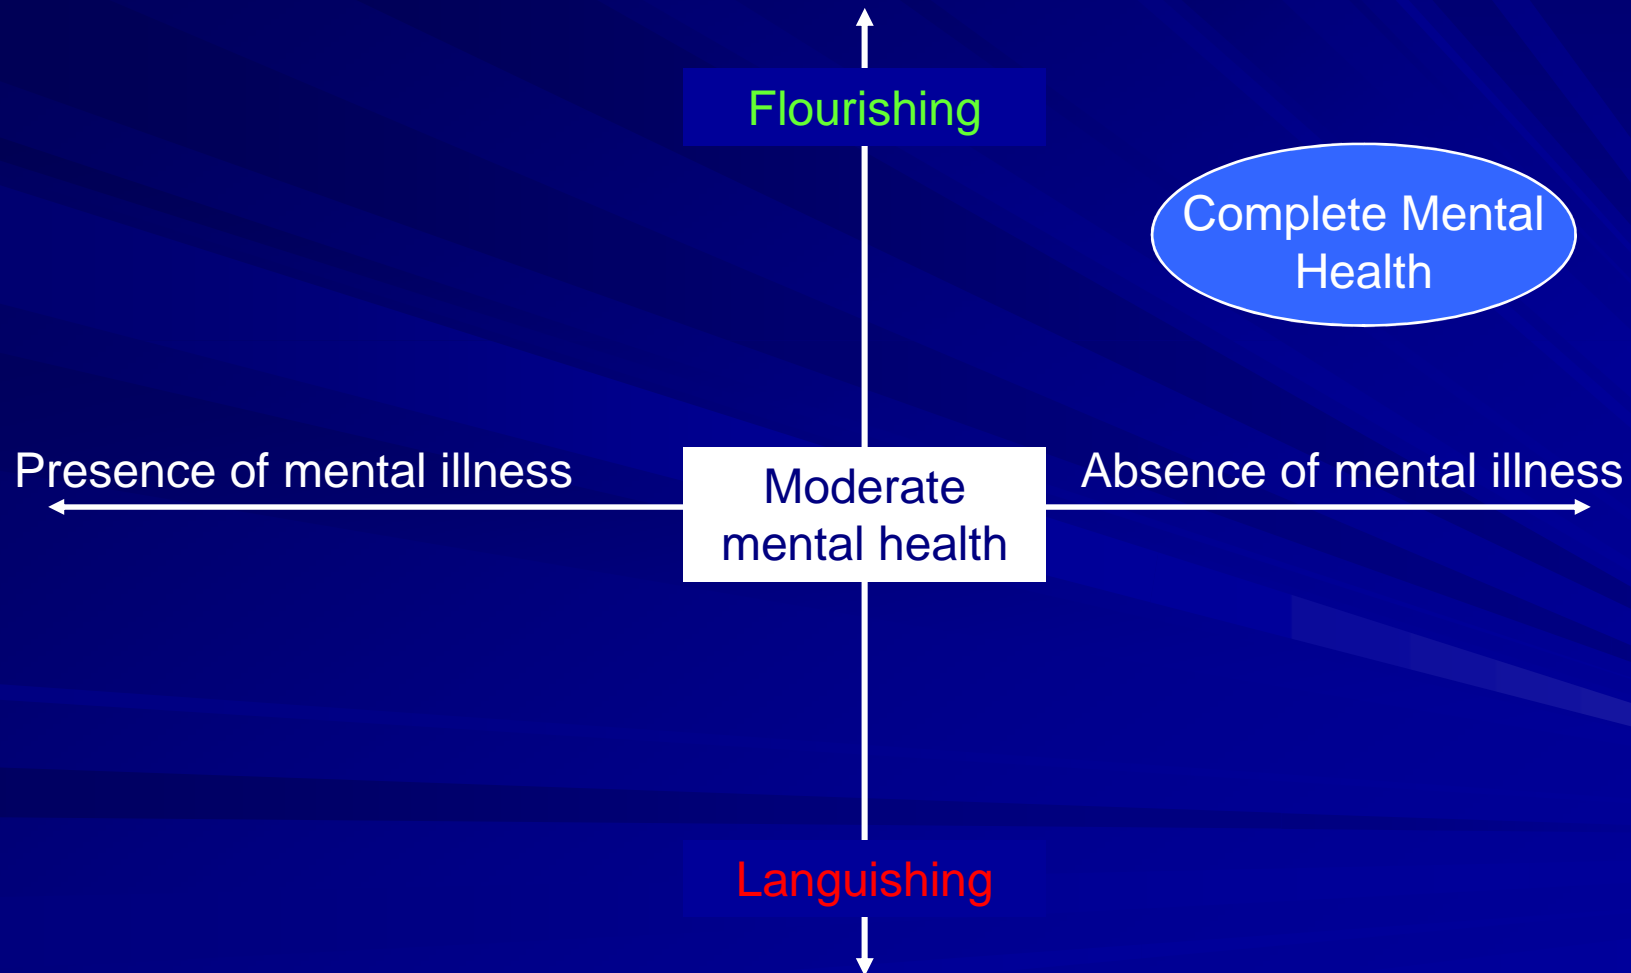 Flourishing
Complete Mental
Health
Presence of mental illness
Moderate
mental health
Absence of mental illness
Languishing